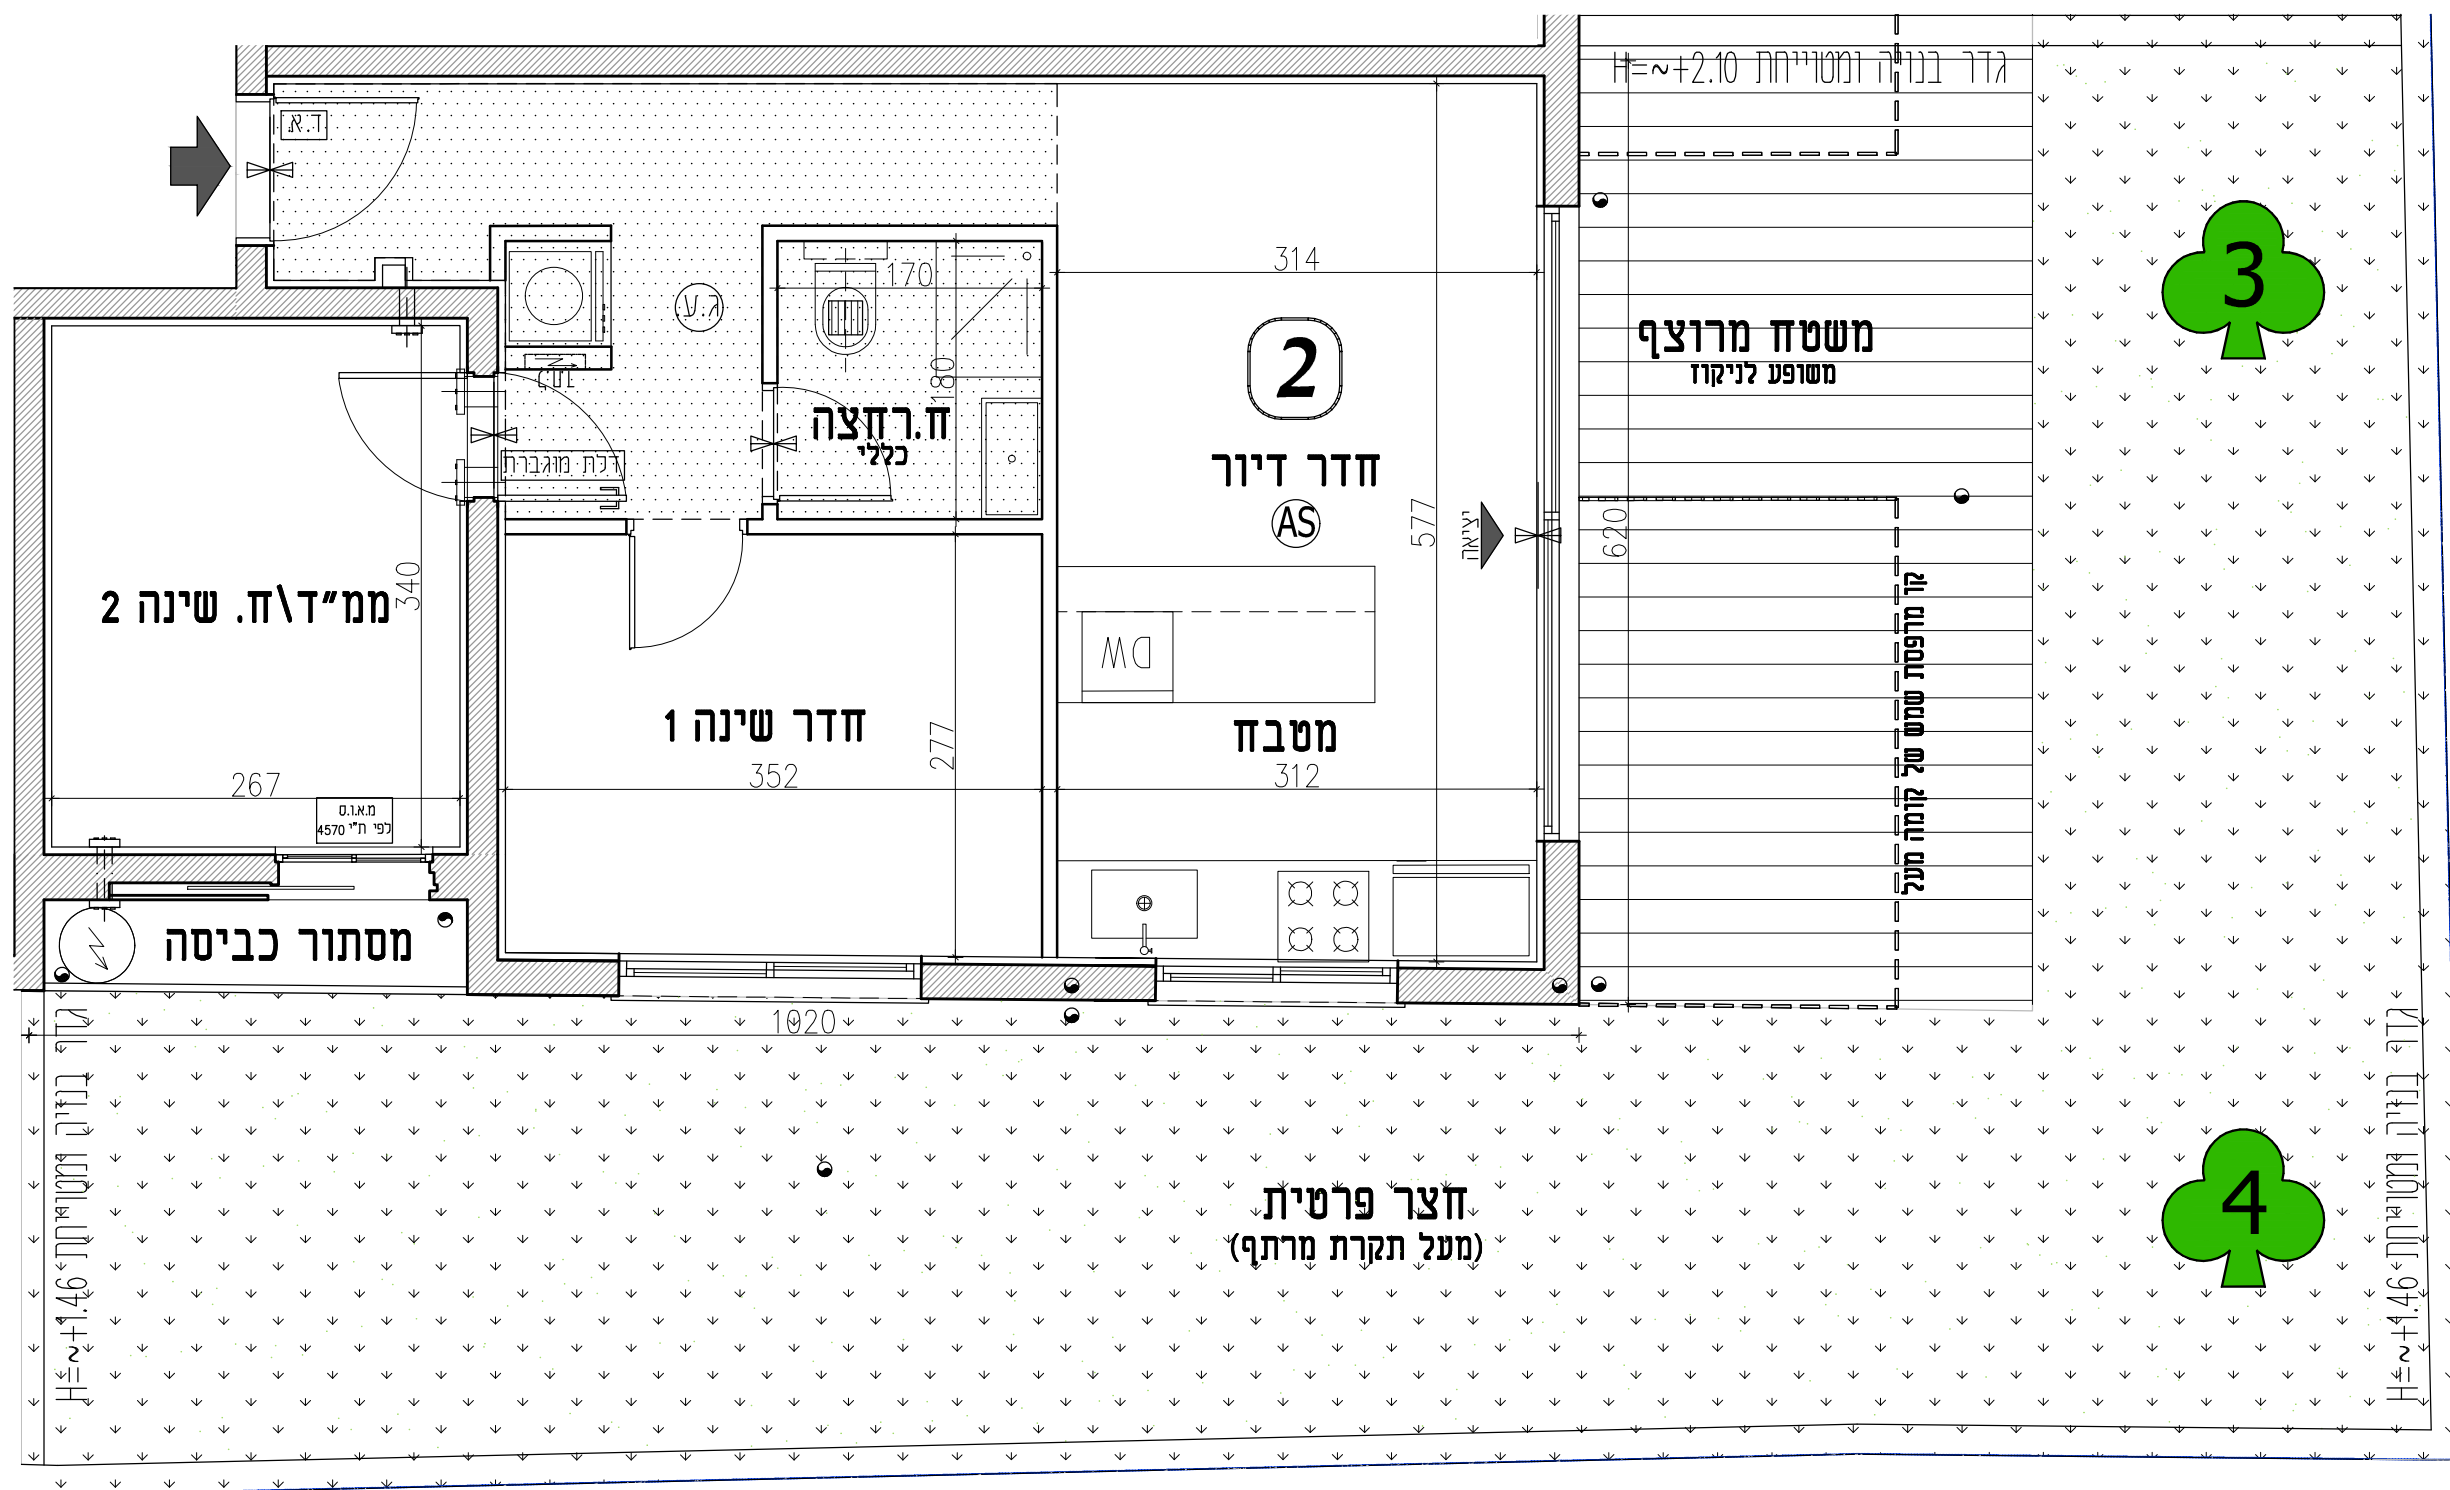 גדר בנויה ומטוייחת H=~+2.10
ד.א.
170
314
3
ג.ע.
2
משטח מרוצף
משופע לניקוז
180
ח.רחצה
כללי
דלת מוגברת
חדר דיור
AS
577
יציאה
620
340
ממ"ד\ח. שינה 2
DW
חדר שינה 1
מטבח
277
352
312
267
מ.א.ו.ס
לפי ת"י 4570
קו מרפסת שמש של קומה מעל
מסתור כביסה
1020
גדר בנויה ומטוייחת H=~+1.46
גדר בנויה ומטוייחת H=~+1.46
חצר פרטית
(מעל תקרת מרתף)
4